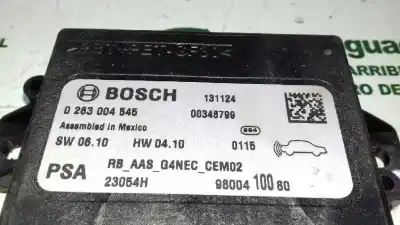 BOSCH
131124
0 263 004 545
00348799
Assembled in Mexico
SW 06.10 HW 04.10 0115
PSA
RB_AAS_G4NEC_CEM02
23054H
98004 100 80